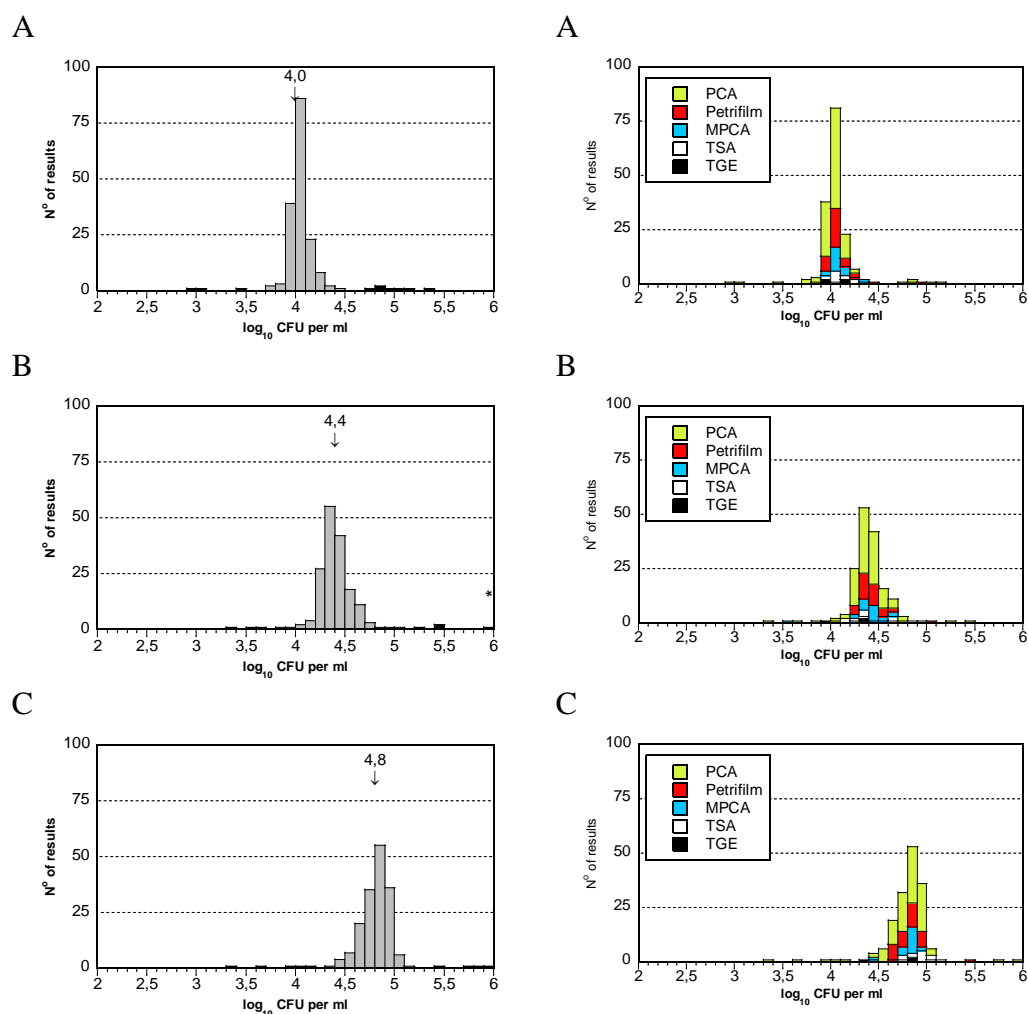 A
100
75
50
25
0
N° of results
4,0
↓
2 2,5 3 3,5 4 4,5 5 5,5 6
log10 CFU per ml
A
100
75
50
25
0
N° of results
PCA
Petrifilm
MPCA
TSA
TGE
2 2,5 3 3,5 4 4,5 5 5,5 6
log10 CFU per ml
B
100
75
50
25
0
N° of results
4,4
↓
*
2 2,5 3 3,5 4 4,5 5 5,5 6
log10 CFU per ml
B
100
75
50
25
0
N° of results
PCA
Petrifilm
MPCA
TSA
TGE
2 2,5 3 3,5 4 4,5 5 5,5 6
log10 CFU per ml
C
100
75
50
25
0
N° of results
4,8
↓
2 2,5 3 3,5 4 4,5 5 5,5 6
log10 CFU per ml
C
100
75
50
25
0
N° of results
PCA
Petrifilm
MPCA
TSA
TGE
2 2,5 3 3,5 4 4,5 5 5,5 6
log10 CFU per ml